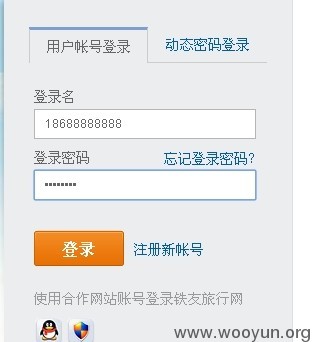 用户帐号登录 动态密码登录
登录名
18688888888
登录密码 忘记登录密码?
••••••••
登录 注册新帐号
使用合作网站账号登录铁友旅行网
www.wooyun.org